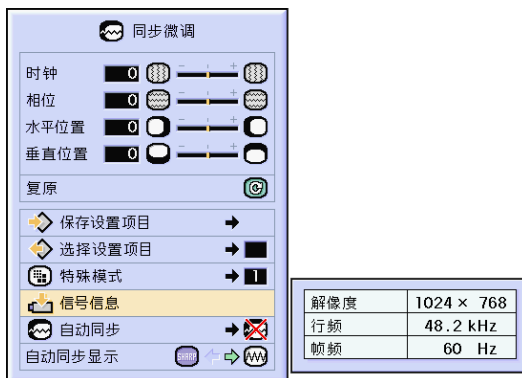 同步微调
时钟 0 - +
相位 0 - +
水平位置 0 - +
垂直位置 0 - +
复原
保存设置项目
选择设置项目
特殊模式 1
信号信息
自动同步
自动同步显示 SHARP
解像度 1024 × 768
行频 48.2 kHz
帧频 60 Hz